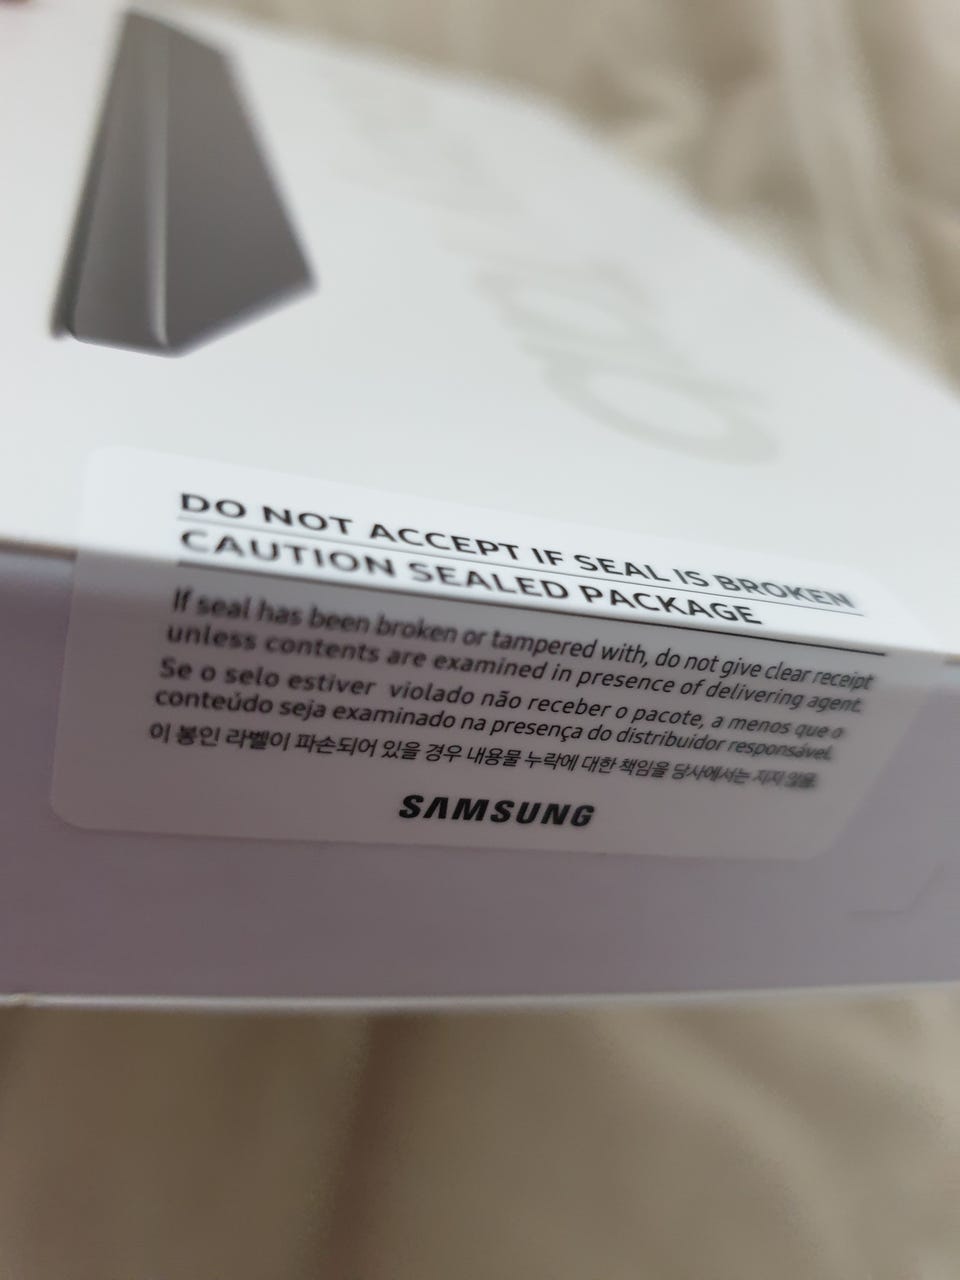 DO NOT ACCEPT IF SEAL IS BROKEN
CAUTION SEALED PACKAGE
If seal has been broken or tampered with, do not give clear receipt
unless contents are examined in presence of delivering agent.
Se o selo estiver violado não receber o pacote, a menos que o
conteúdo seja examinado na presença do distribuidor responsável.
이 봉인 라벨이 파손되어 있을 경우 내용물 누락에 대한 책임을 당사에서는 지지 않음.
SAMSUNG